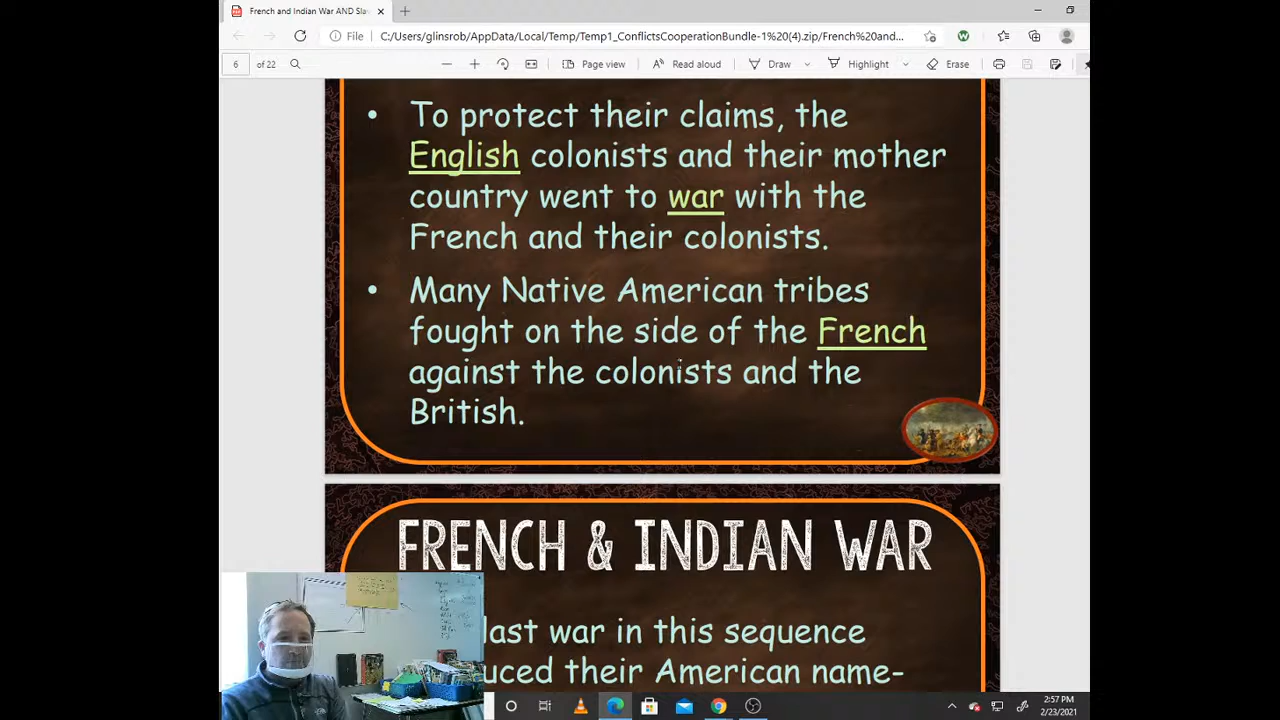 French and Indian War AND Sla
File
C:/Users/glinsrob/AppData/Local/Temp/Temp1_ConflictsCooperationBundle-1%20(4).zip/French%20and...
6 of 22
Page view
Read aloud
Draw
Highlight
Erase
• To protect their claims, the
English colonists and their mother
country went to war with the
French and their colonists.
• Many Native American tribes
fought on the side of the French
against the colonists and the
British.
FRENCH & INDIAN WAR
last war in this sequence
uced their American name-
2:57 PM
2/23/2021